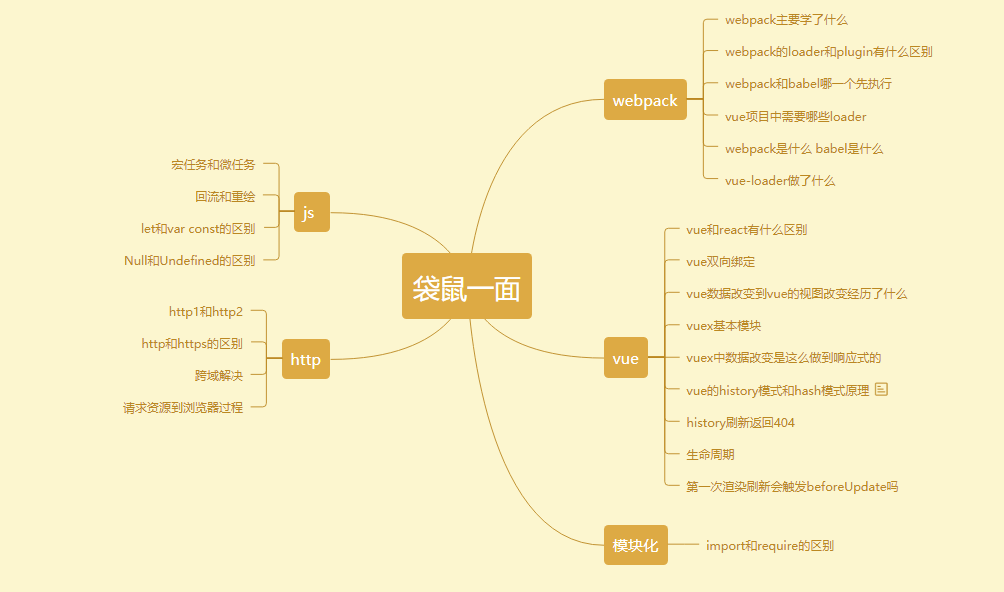 袋鼠一面
webpack
webpack主要学了什么
webpack的loader和plugin有什么区别
webpack和babel哪一个先执行
vue项目中需要哪些loader
webpack是什么 babel是什么
vue-loader做了什么
vue
vue和react有什么区别
vue双向绑定
vue数据改变到vue的视图改变经历了什么
vuex基本模块
vuex中数据改变是这么做到响应式的
vue的history模式和hash模式原理
history刷新返回404
生命周期
第一次渲染刷新会触发beforeUpdate吗
模块化
import和require的区别
js
宏任务和微任务
回流和重绘
let和var const的区别
Null和Undefined的区别
http
http1和http2
http和https的区别
跨域解决
请求资源到浏览器过程